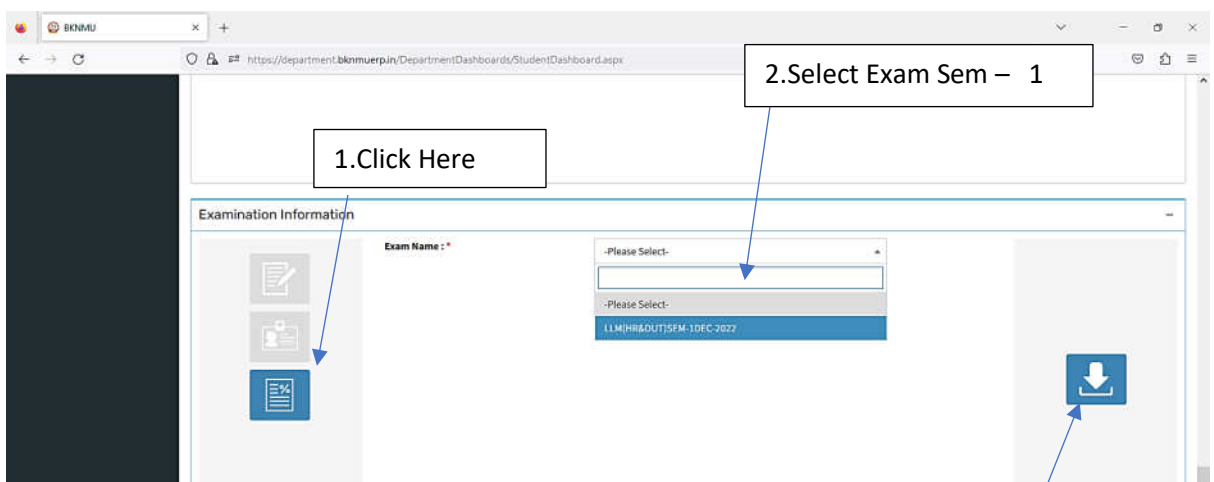 BKNMU
https://department.bknmuerp.in/DepartmentDashboards/StudentDashboard.aspx
2.Select Exam Sem – 1
1.Click Here
Examination Information
Exam Name : *
-Please Select-
-Please Select-
LLM(HR&DUT)SEM-1DEC-2022